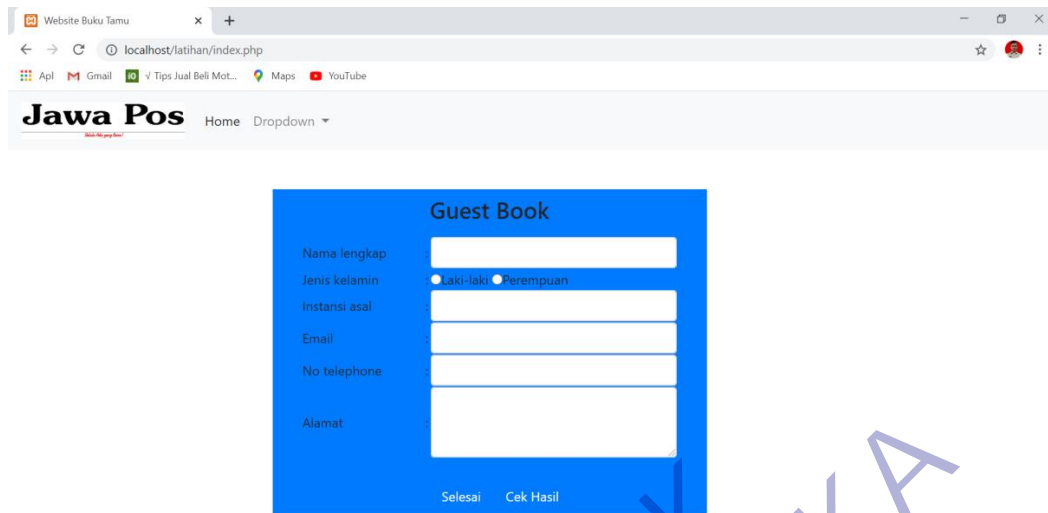 Website Buku Tamu
localhost/latihan/index.php
Apl Gmail √ Tips Jual Beli Mot... Maps YouTube
Jawa Pos
Home Dropdown
Guest Book
Nama lengkap :
Jenis kelamin : Laki-laki Perempuan
Instansi asal :
Email :
No telephone :
Alamat :
Selesai Cek Hasil
K A